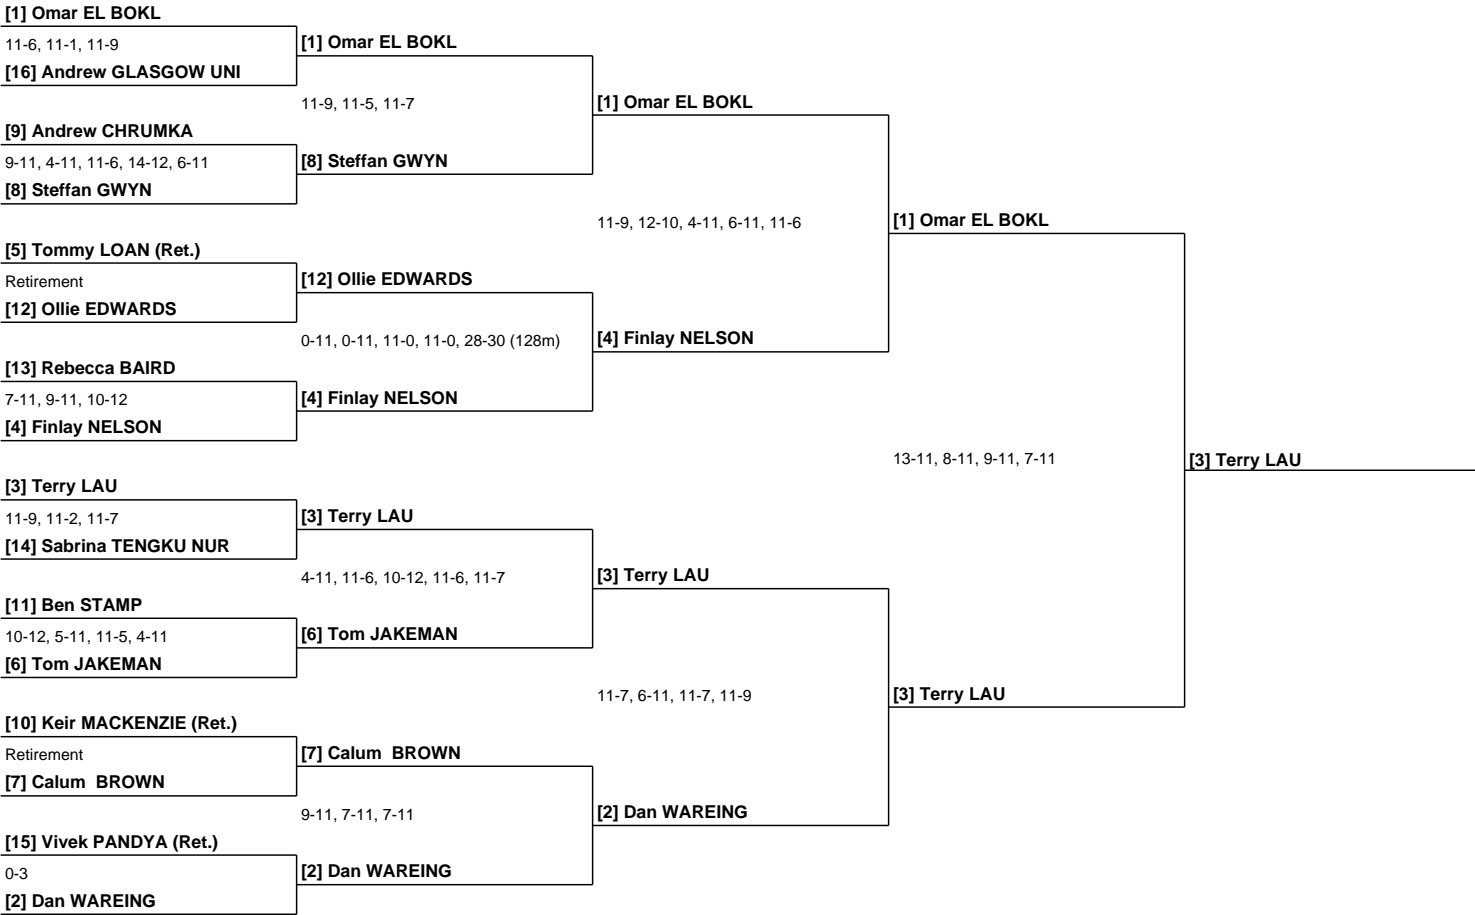 [1] Omar EL BOKL
11-6, 11-1, 11-9
[16] Andrew GLASGOW UNI
[9] Andrew CHRUMKA
9-11, 4-11, 11-6, 14-12, 6-11
[8] Steffan GWYN
[5] Tommy LOAN (Ret.)
Retirement
[12] Ollie EDWARDS
[13] Rebecca BAIRD
7-11, 9-11, 10-12
[4] Finlay NELSON
[3] Terry LAU
11-9, 11-2, 11-7
[14] Sabrina TENGKU NUR
[11] Ben STAMP
10-12, 5-11, 11-5, 4-11
[6] Tom JAKEMAN
[10] Keir MACKENZIE (Ret.)
Retirement
[7] Calum  BROWN
[15] Vivek PANDYA (Ret.)
0-3
[2] Dan WAREING
[1] Omar EL BOKL
11-9, 11-5, 11-7
[8] Steffan GWYN
[12] Ollie EDWARDS
0-11, 0-11, 11-0, 11-0, 28-30 (128m)
[4] Finlay NELSON
[3] Terry LAU
4-11, 11-6, 10-12, 11-6, 11-7
[6] Tom JAKEMAN
[7] Calum  BROWN
9-11, 7-11, 7-11
[2] Dan WAREING
[1] Omar EL BOKL
11-9, 12-10, 4-11, 6-11, 11-6
[4] Finlay NELSON
[3] Terry LAU
11-7, 6-11, 11-7, 11-9
[2] Dan WAREING
[1] Omar EL BOKL
13-11, 8-11, 9-11, 7-11
[3] Terry LAU
[3] Terry LAU